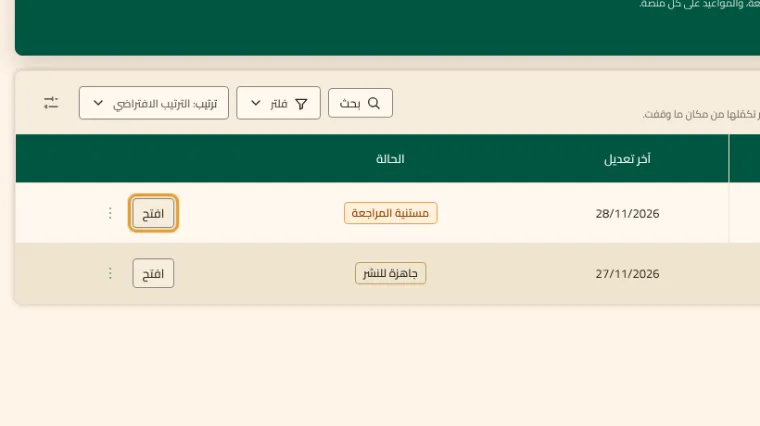 والمواعيد على كل منصة.
تكملها من مكان ما وقفت.
بحث
فلتر
ترتيب: الترتيب الافتراضي
آخر تعديل
الحالة
28/11/2026
مستنية المراجعة
افتح
27/11/2026
جاهزة للنشر
افتح